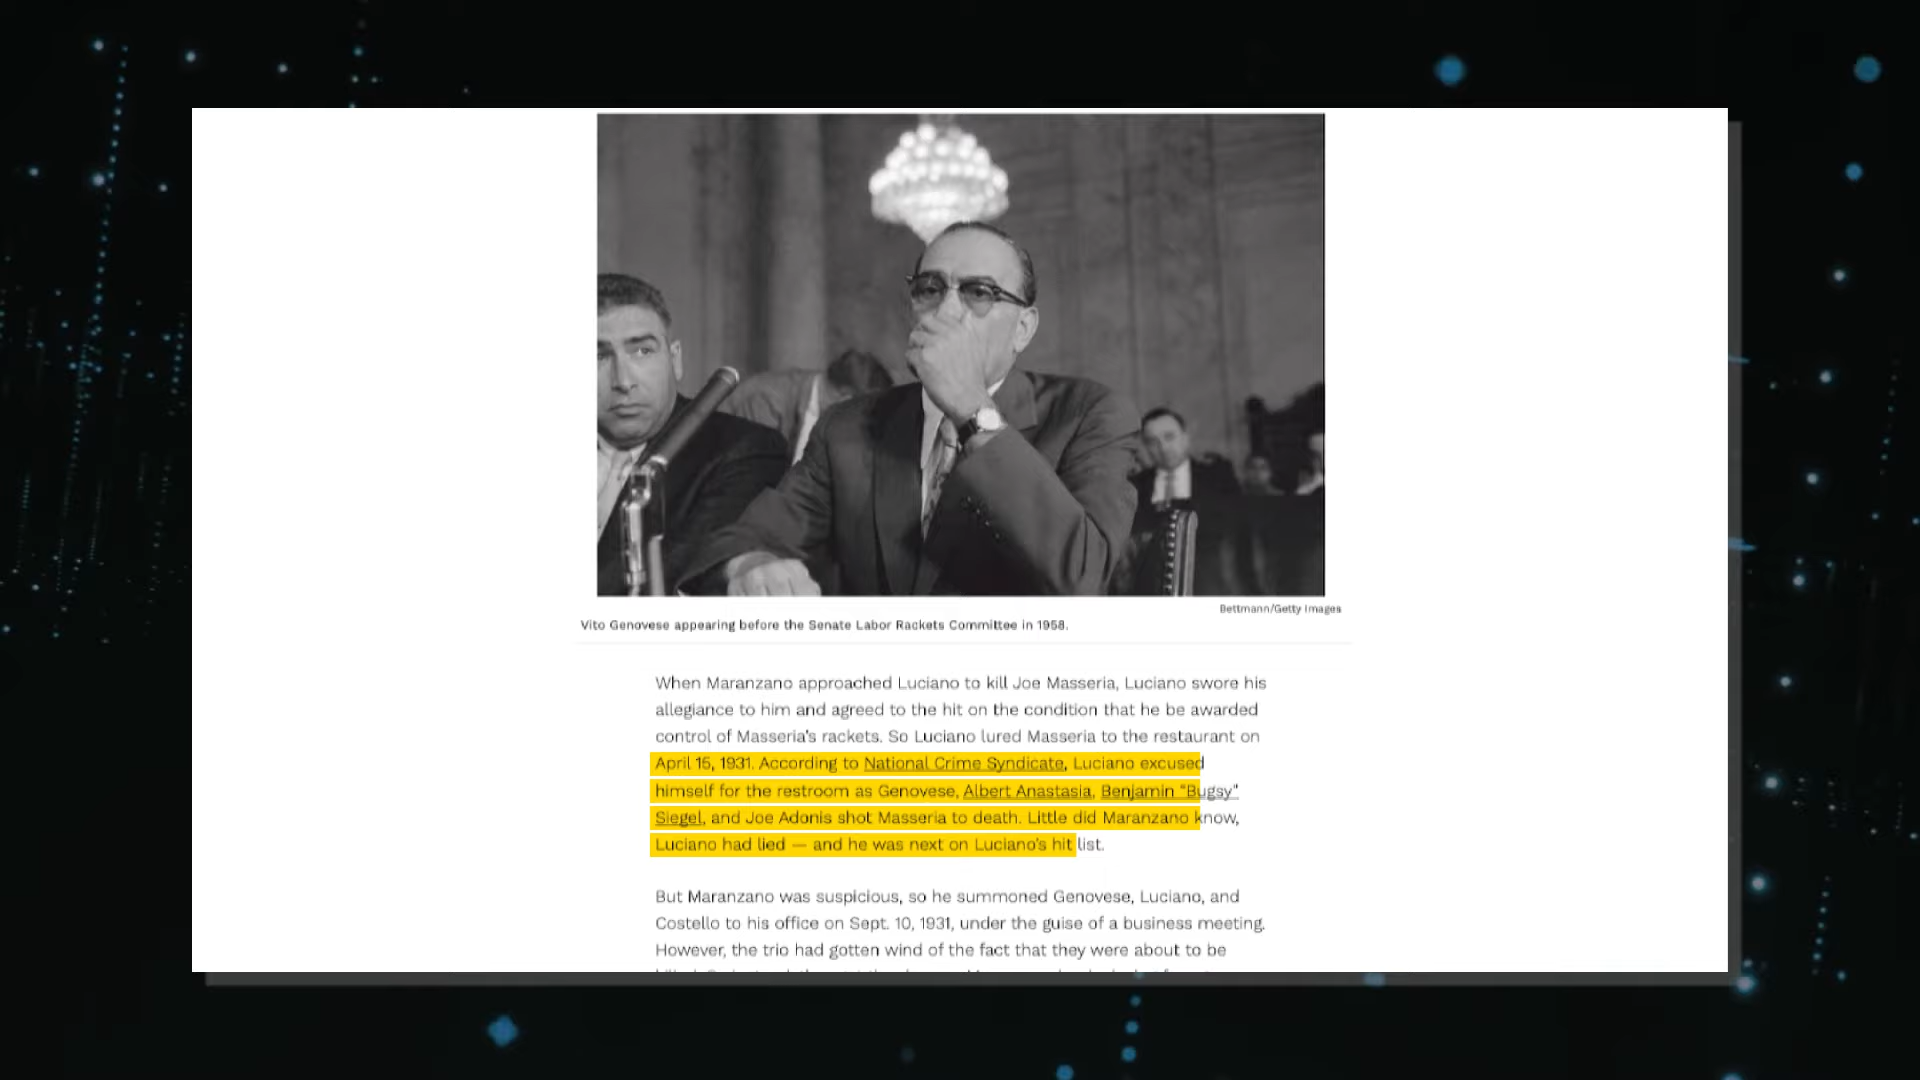 Bettmann/Getty Images
Vito Genovese appearing before the Senate Labor Rackets Committee in 1958.
When Maranzano approached Luciano to kill Joe Masseria, Luciano swore his
allegiance to him and agreed to the hit on the condition that he be awarded
control of Masseria's rackets. So Luciano lured Masseria to the restaurant on
April 15, 1931. According to National Crime Syndicate, Luciano excused
himself for the restroom as Genovese, Albert Anastasia, Benjamin "Bugsy"
Siegel, and Joe Adonis shot Masseria to death. Little did Maranzano know,
Luciano had lied — and he was next on Luciano's hit list.
But Maranzano was suspicious, so he summoned Genovese, Luciano, and
Costello to his office on Sept. 10, 1931, under the guise of a business meeting.
However, the trio had gotten wind of the fact that they were about to be